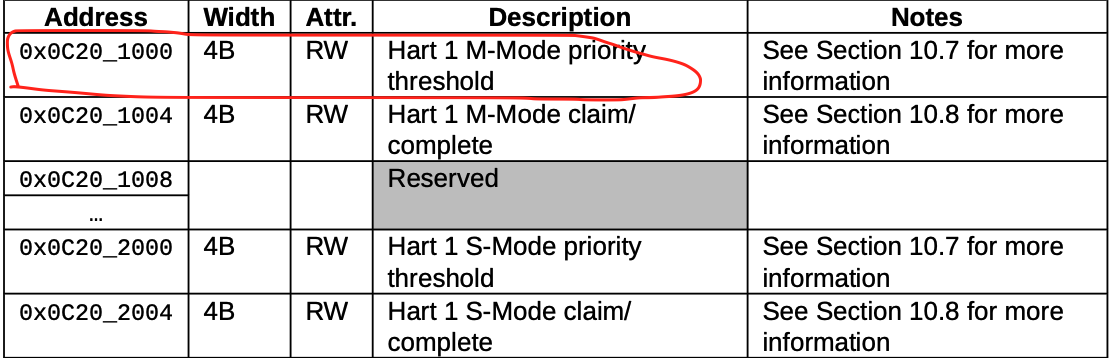 Address Width Attr. Description Notes
0x0C20_1000 4B RW Hart 1 M-Mode priority See Section 10.7 for more
threshold information
0x0C20_1004 4B RW Hart 1 M-Mode claim/ See Section 10.8 for more
complete information
0x0C20_1008 Reserved
…
0x0C20_2000 4B RW Hart 1 S-Mode priority See Section 10.7 for more
threshold information
0x0C20_2004 4B RW Hart 1 S-Mode claim/ See Section 10.8 for more
complete information